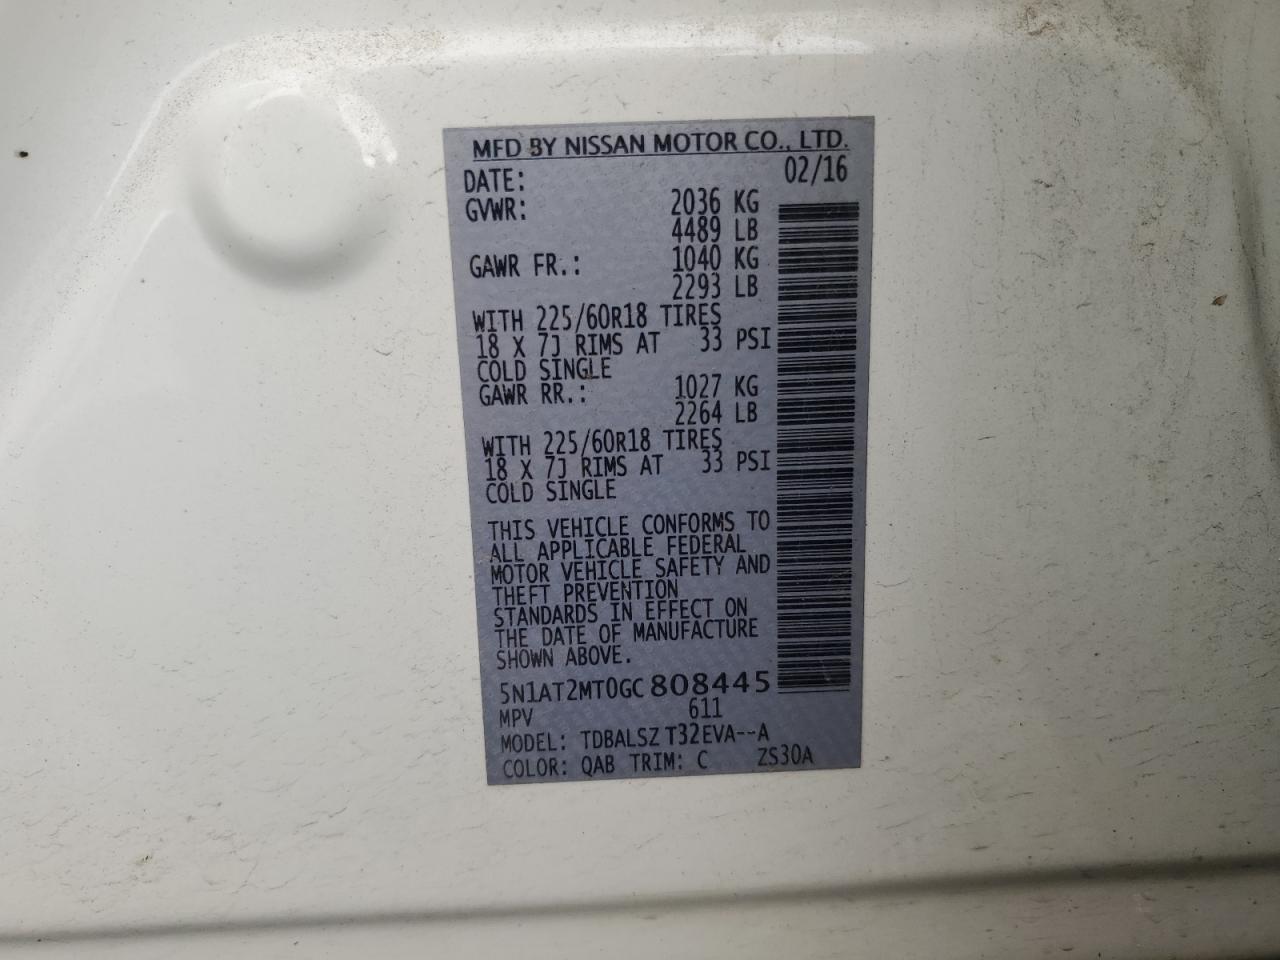 MFD BY NISSAN MOTOR CO., LTD.
DATE: 02/16
GVWR: 2036 KG
4489 LB
GAWR FR.: 1040 KG
2293 LB
WITH 225/60R18 TIRES
18 X 7J RIMS AT 33 PSI
COLD SINGLE
GAWR RR.: 1027 KG
2264 LB
WITH 225/60R18 TIRES
18 X 7J RIMS AT 33 PSI
COLD SINGLE
THIS VEHICLE CONFORMS TO
ALL APPLICABLE FEDERAL
MOTOR VEHICLE SAFETY AND
THEFT PREVENTION
STANDARDS IN EFFECT ON
THE DATE OF MANUFACTURE
SHOWN ABOVE.
5N1AT2MT0GC808445
MPV 611
MODEL: TDBALSZ T32EVA--A
COLOR: QAB TRIM: C ZS30A